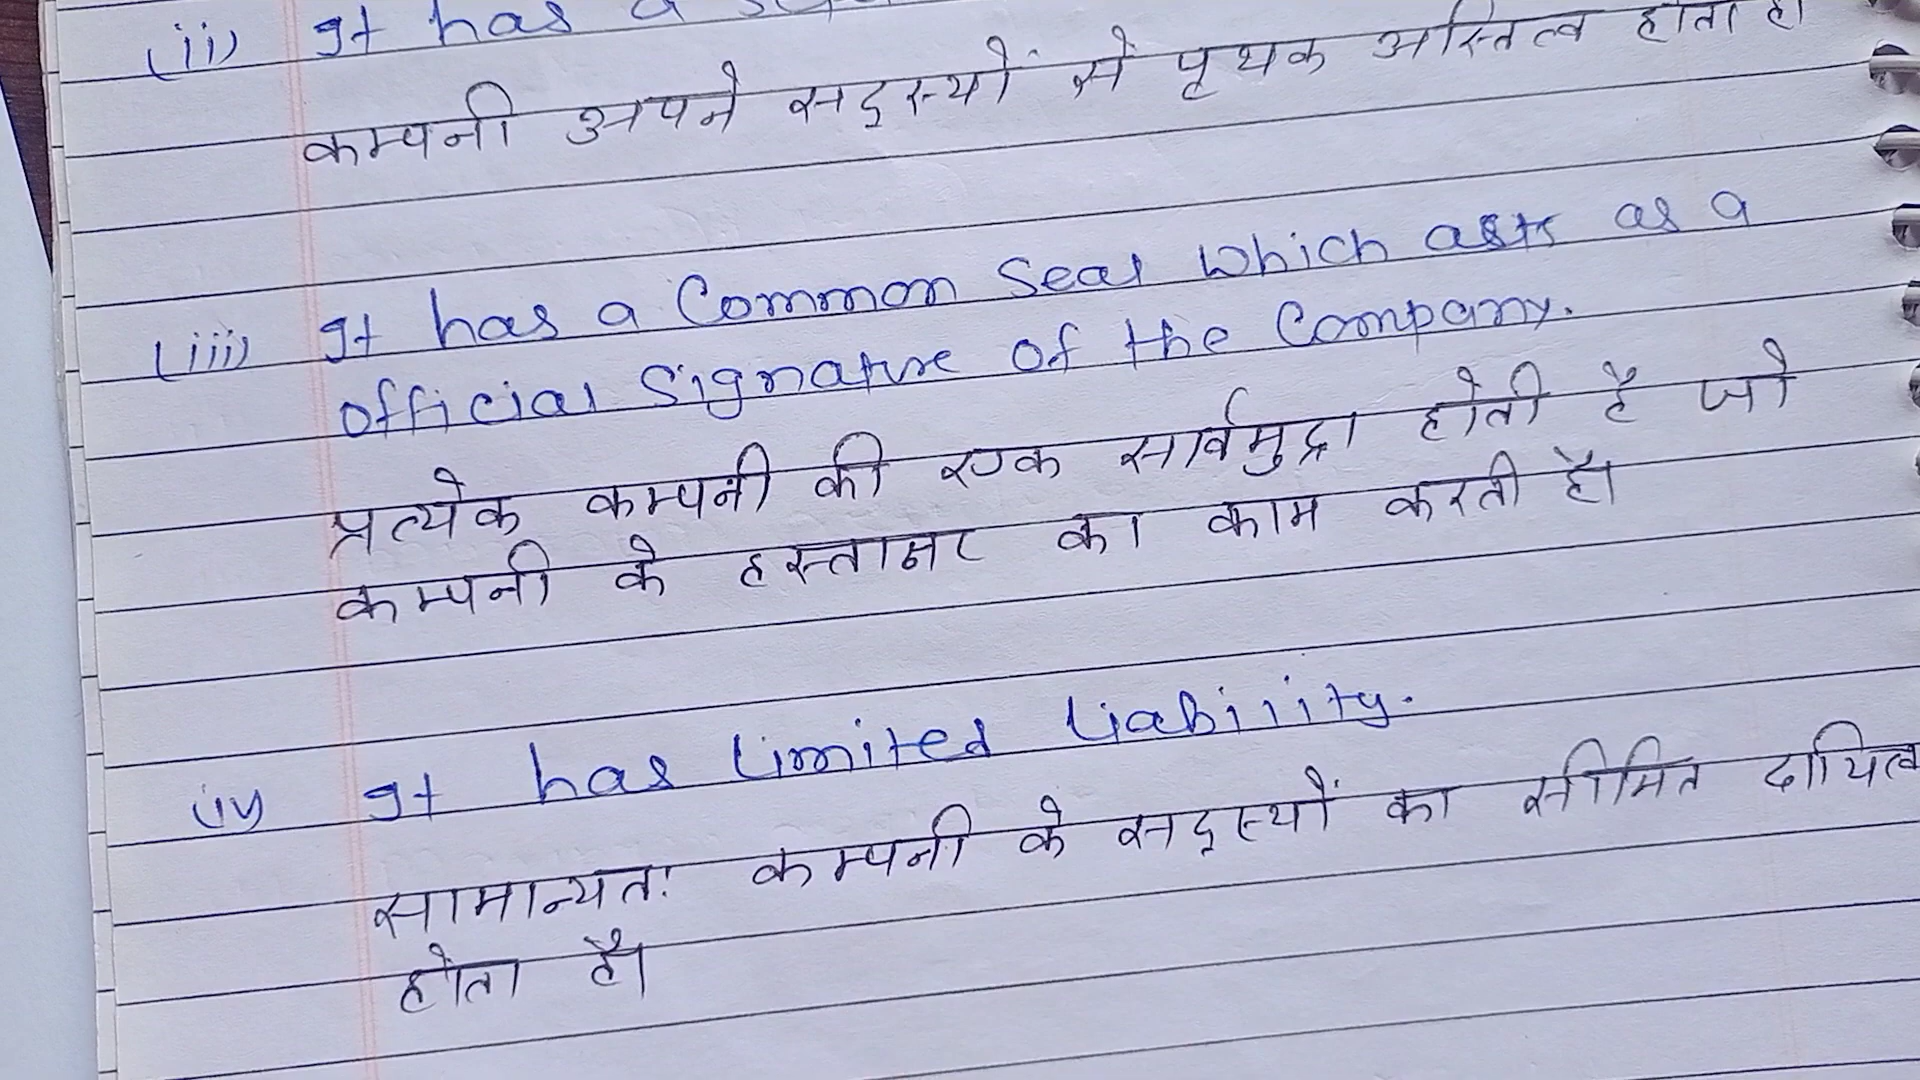 (ii) It has a
कम्पनी अपने सदस्यों से पृथक अस्तित्व होता है।
(iii) It has a Common Seal which acts as a
official Signature of the Company.
प्रत्येक कम्पनी की एक सार्वमुद्रा होती है जो
कम्पनी के हस्ताक्षर का काम करती है।
(iv) It has Limited Liability.
सामान्यतः कम्पनी के सदस्यों का सीमित दायित्व
होता है।